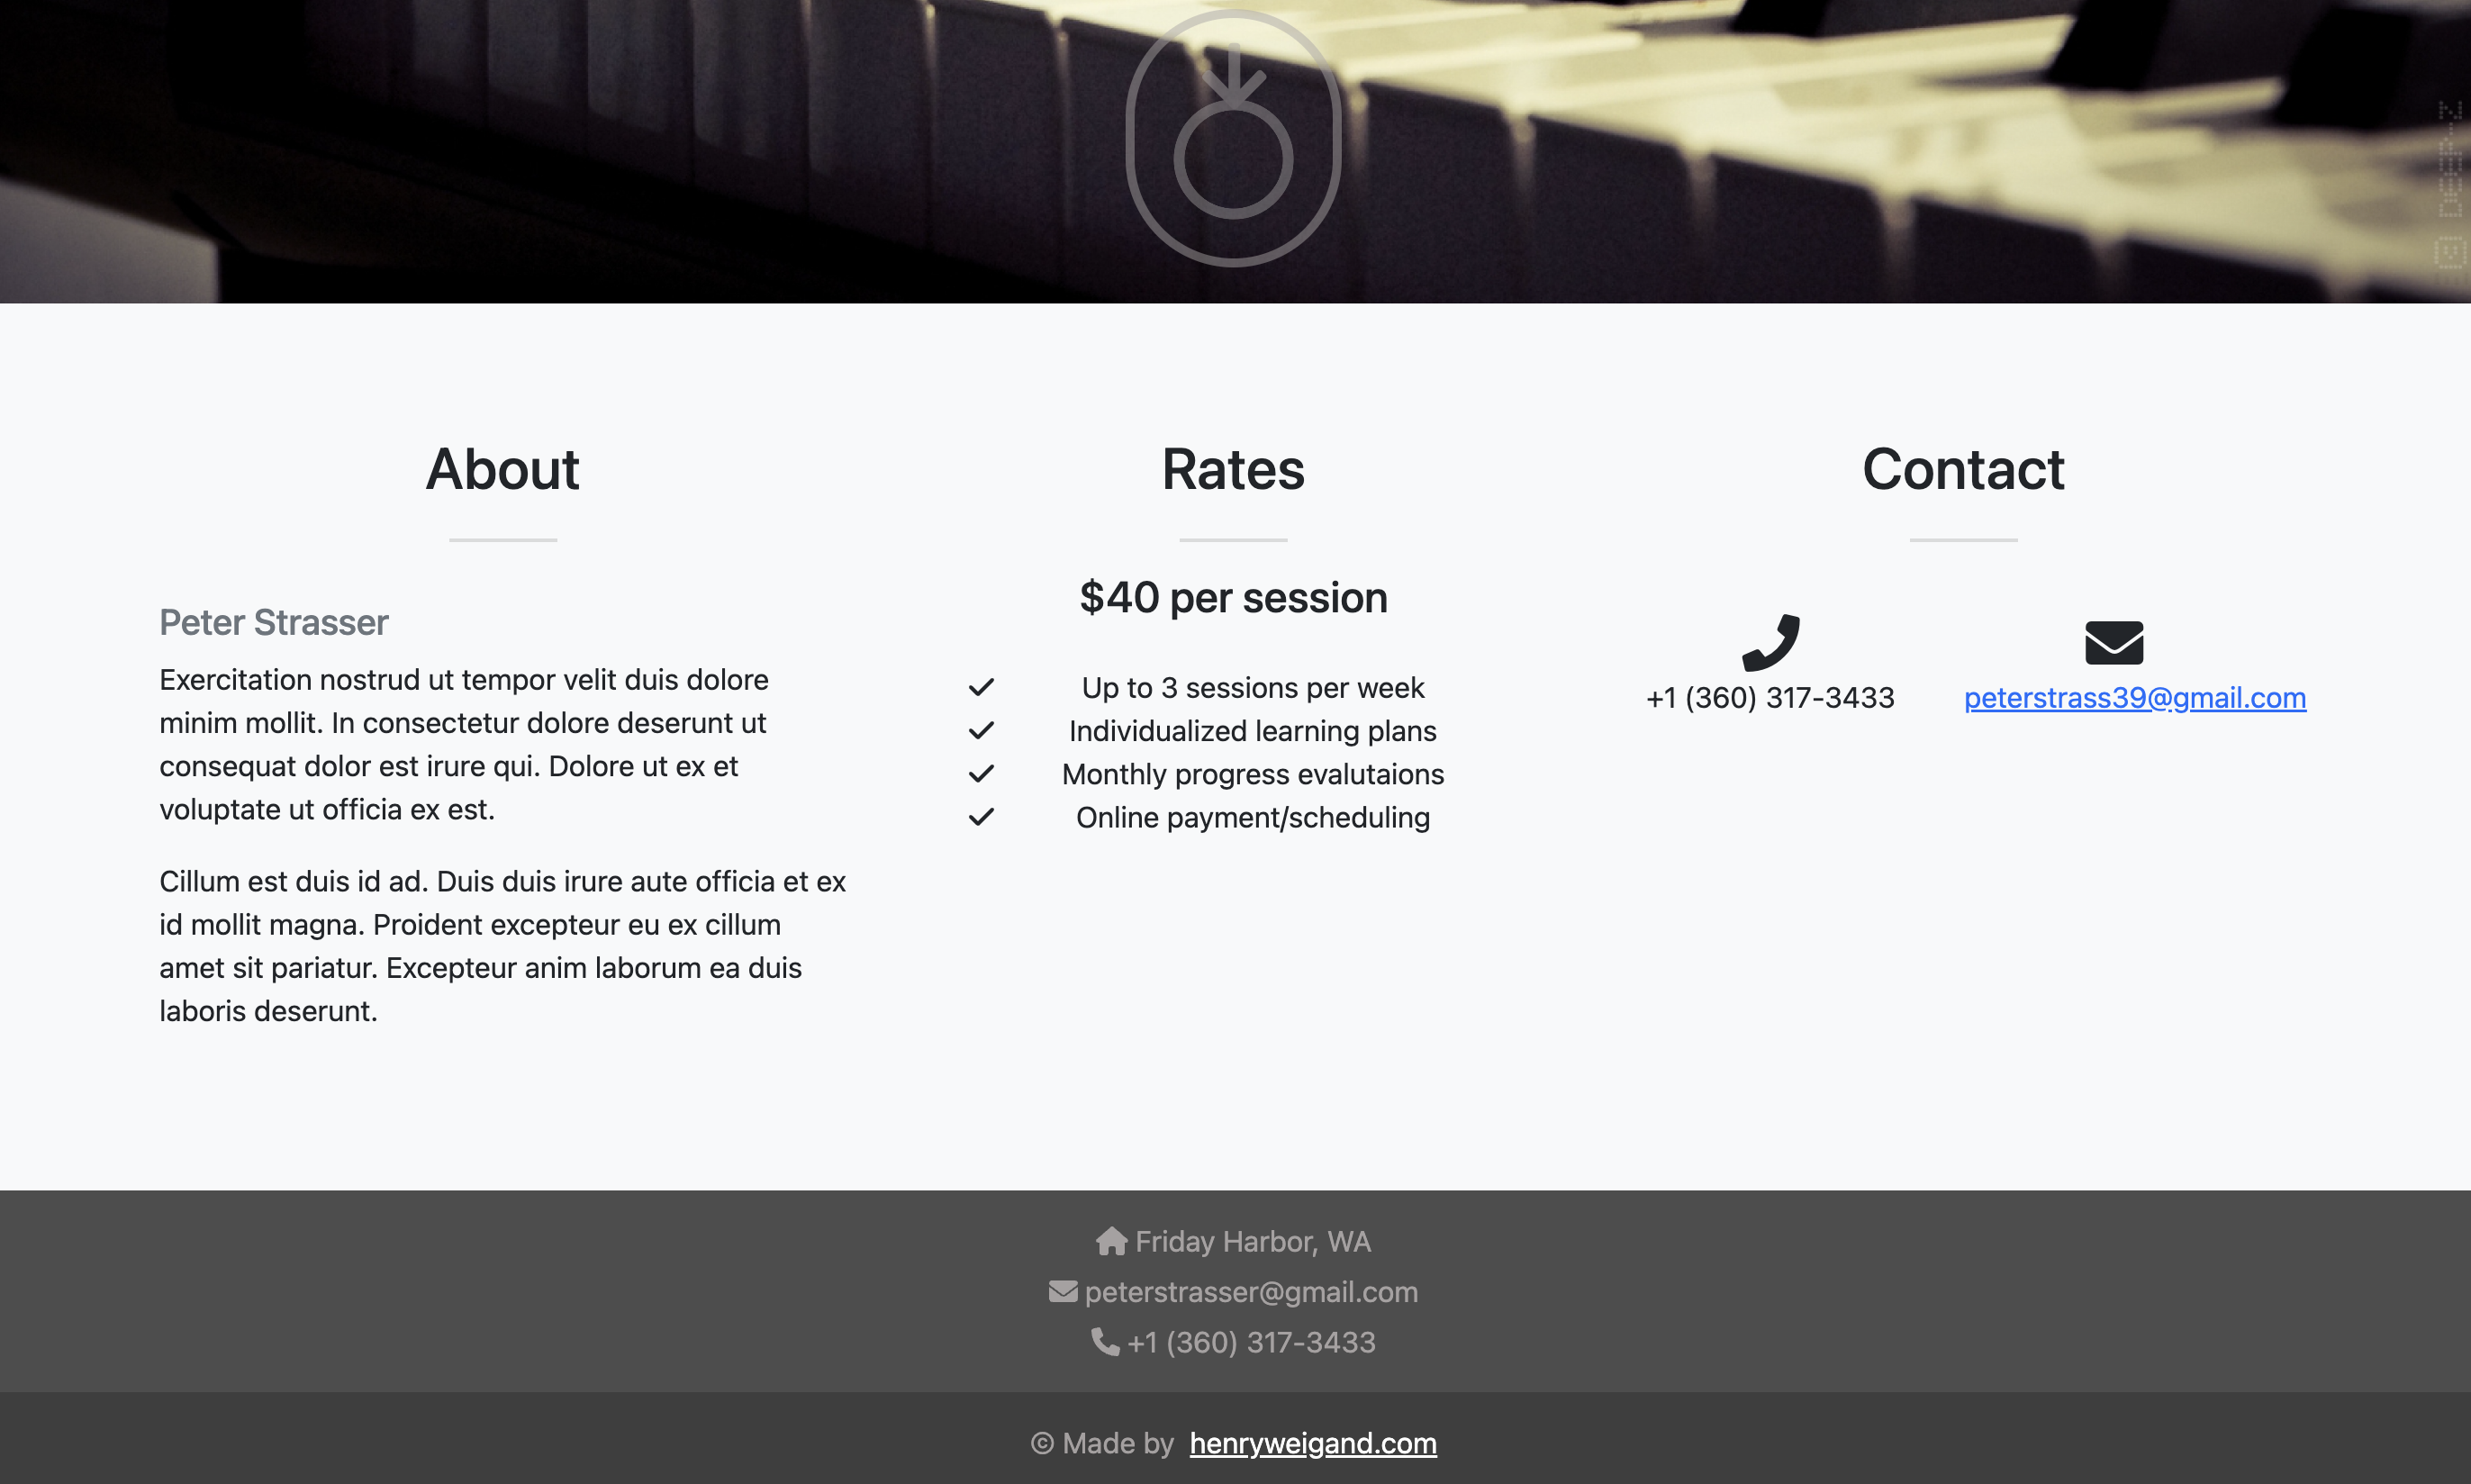 About
Peter Strasser
Exercitation nostrud ut tempor velit duis dolore
minim mollit. In consectetur dolore deserunt ut
consequat dolor est irure qui. Dolore ut ex et
voluptate ut officia ex est.
Cillum est duis id ad. Duis duis irure aute officia et ex
id mollit magna. Proident excepteur eu ex cillum
amet sit pariatur. Excepteur anim laborum ea duis
laboris deserunt.
Rates
$40 per session
Up to 3 sessions per week
Individualized learning plans
Monthly progress evalutaions
Online payment/scheduling
Contact
+1 (360) 317-3433
peterstrass39@gmail.com
Friday Harbor, WA
peterstrasser@gmail.com
+1 (360) 317-3433
© Made by henryweigand.com